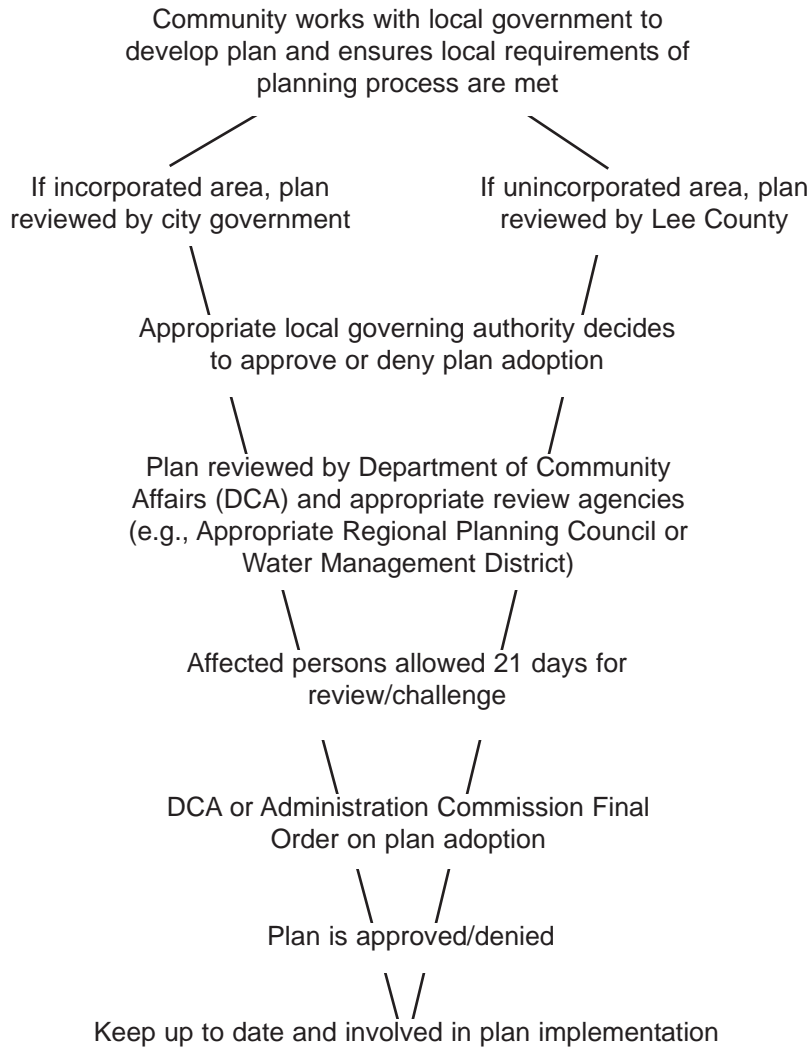 Community works with local government to
develop plan and ensures local requirements of
planning process are met
If incorporated area, plan
reviewed by city government
If unincorporated area, plan
reviewed by Lee County
Appropriate local governing authority decides
to approve or deny plan adoption
Plan reviewed by Department of Community
Affairs (DCA) and appropriate review agencies
(e.g., Appropriate Regional Planning Council or
Water Management District)
Affected persons allowed 21 days for
review/challenge
DCA or Administration Commission Final
Order on plan adoption
Plan is approved/denied
Keep up to date and involved in plan implementation